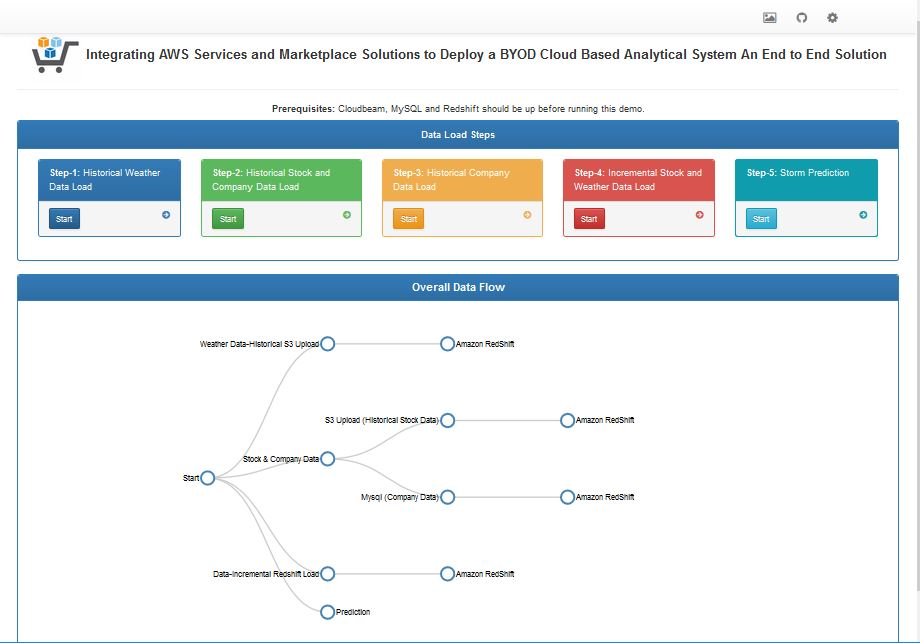 Integrating AWS Services and Marketplace Solutions to Deploy a BYOD Cloud Based Analytical System An End to End Solution
Prerequisites: Cloudbeam, MySQL and Redshift should be up before running this demo.
Data Load Steps
Step-1: Historical Weather
Data Load
Start
Step-2: Historical Stock and
Company Data Load
Start
Step-3: Historical Company
Data Load
Start
Step-4: Incremental Stock and
Weather Data Load
Start
Step-5: Storm Prediction
Start
Overall Data Flow
Weather Data-Historical S3 Upload
Amazon RedShift
S3 Upload (Historical Stock Data)
Amazon RedShift
Stock & Company Data
Start
Mysql (Company Data)
Amazon RedShift
Data-Incremental Redshift Load
Amazon RedShift
Prediction